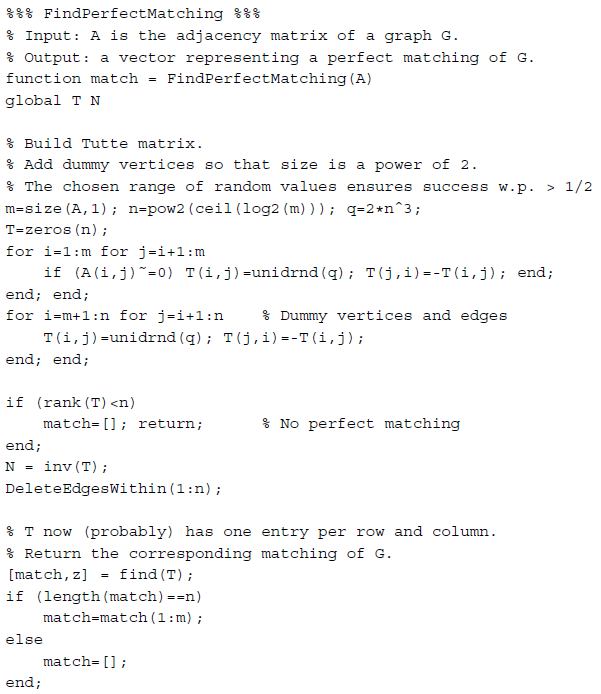 %%% FindPerfectMatching %%%
% Input: A is the adjacency matrix of a graph G.
% Output: a vector representing a perfect matching of G.
function match = FindPerfectMatching(A)
global T N
% Build Tutte matrix.
% Add dummy vertices so that size is a power of 2.
% The chosen range of random values ensures success w.p. > 1/2
m=size(A,1); n=pow2(ceil(log2(m))); q=2*n^3;
T=zeros(n);
for i=1:m for j=i+1:m
    if (A(i,j)~=0) T(i,j)=unidrnd(q); T(j,i)=-T(i,j); end;
end; end;
for i=m+1:n for j=i+1:n    % Dummy vertices and edges
    T(i,j)=unidrnd(q); T(j,i)=-T(i,j);
end; end;
if (rank(T)<n)
    match=[]; return;      % No perfect matching
end;
N = inv(T);
DeleteEdgesWithin(1:n);
% T now (probably) has one entry per row and column.
% Return the corresponding matching of G.
[match,z] = find(T);
if (length(match)==n)
    match=match(1:m);
else
    match=[];
end;